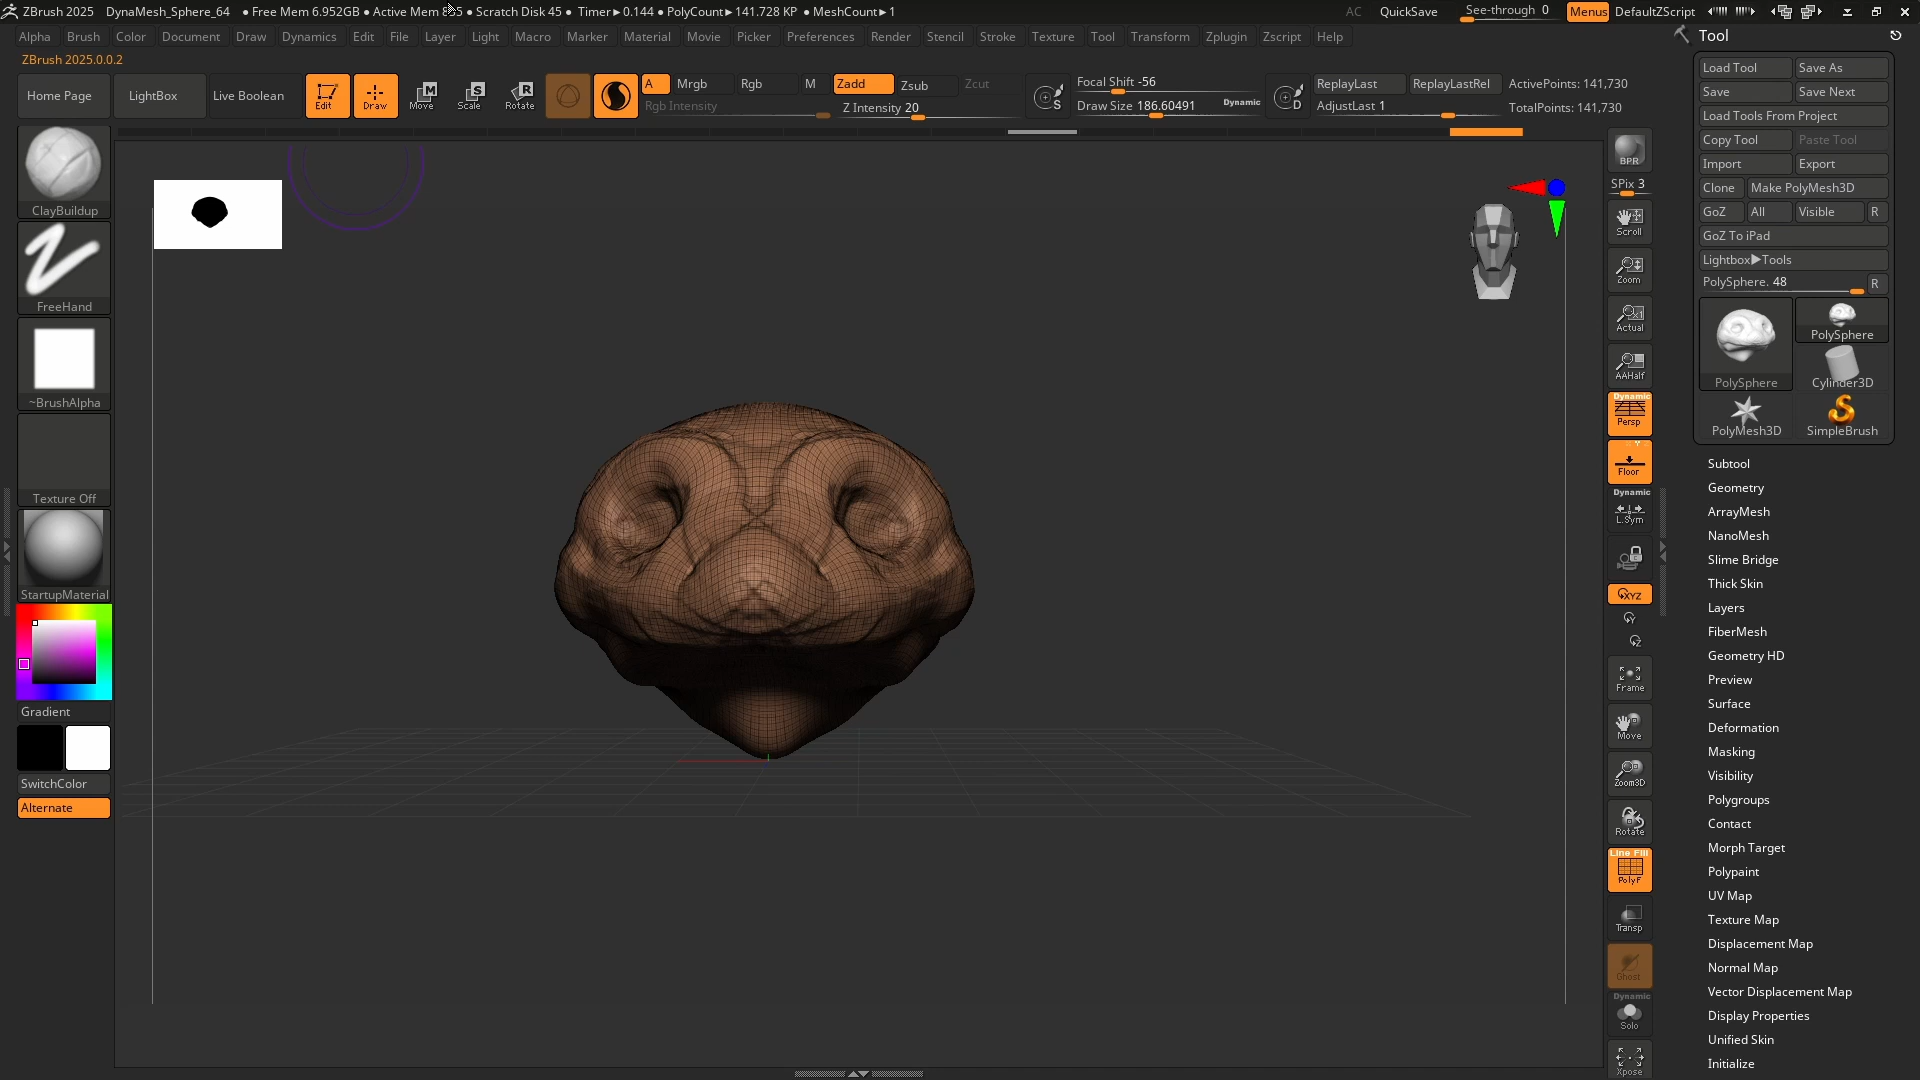 ZBrush 2025 DynaMesh_Sphere_64 ● Free Mem 6.952GB ● Active Mem ● Scratch Disk 45 ● Timer►0.144 ● PolyCount►141.728 KP ● MeshCount►1 AC QuickSave See-through 0 Menus DefaultZScript
Alpha Brush Color Document Draw Dynamics Edit File Layer Light Macro Marker Material Movie Picker Preferences Render Stencil Stroke Texture Tool Transform Zplugin Zscript Help
ZBrush 2025.0.0.2
Home Page LightBox Live Boolean Edit Draw Move Scale Rotate
A Mrgb Rgb M Zadd Zsub Zcut
Rgb Intensity Z Intensity 20
Focal Shift -56
Draw Size 186.60491 Dynamic
ReplayLast ReplayLastRel ActivePoints: 141,730
AdjustLast 1 TotalPoints: 141,730
ClayBuildup
FreeHand
~BrushAlpha
Texture Off
StartupMaterial
Gradient
SwitchColor
Alternate
BPR
SPix 3
Scroll
Zoom
Actual
AAHalf
Dynamic
Persp
Floor
Dynamic
L.Sym
XYZ
Y
Z
Frame
Move
Zoom3D
Rotate
Line Fill
PolyF
Transp
Ghost
Dynamic
Solo
Xpose
Tool
Load Tool Save As
Save Save Next
Load Tools From Project
Copy Tool Paste Tool
Import Export
Clone Make PolyMesh3D
GoZ All Visible R
GoZ To iPad
Lightbox►Tools
PolySphere. 48 R
PolySphere
PolySphere
Cylinder3D
PolyMesh3D SimpleBrush
Subtool
Geometry
ArrayMesh
NanoMesh
Slime Bridge
Thick Skin
Layers
FiberMesh
Geometry HD
Preview
Surface
Deformation
Masking
Visibility
Polygroups
Contact
Morph Target
Polypaint
UV Map
Texture Map
Displacement Map
Normal Map
Vector Displacement Map
Display Properties
Unified Skin
Initialize